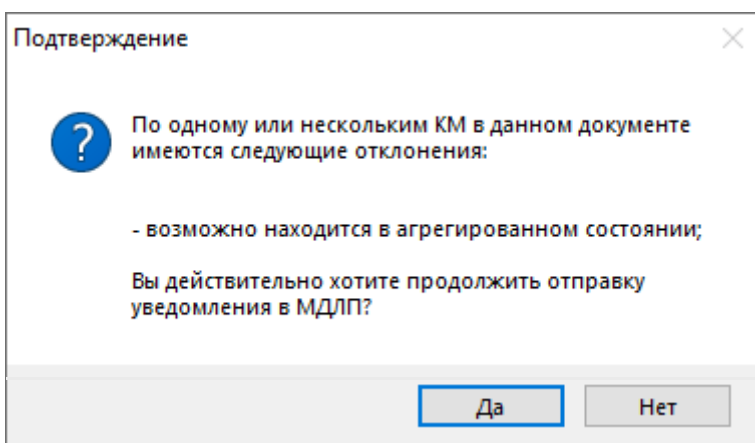 Подтверждение
По одному или нескольким КМ в данном документе
имеются следующие отклонения:
- возможно находится в агрегированном состоянии;
Вы действительно хотите продолжить отправку
уведомления в МДЛП?
Да
Нет